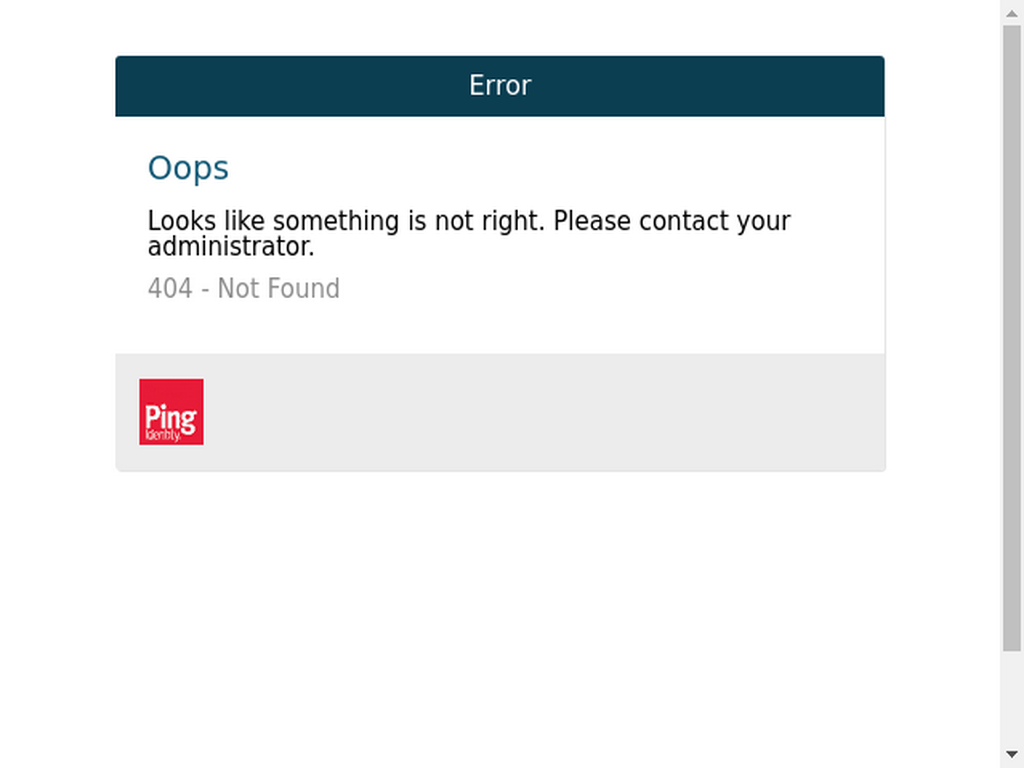 Error
Oops
Looks like something is not right. Please contact your
administrator.
404 - Not Found
Ping
Identity.